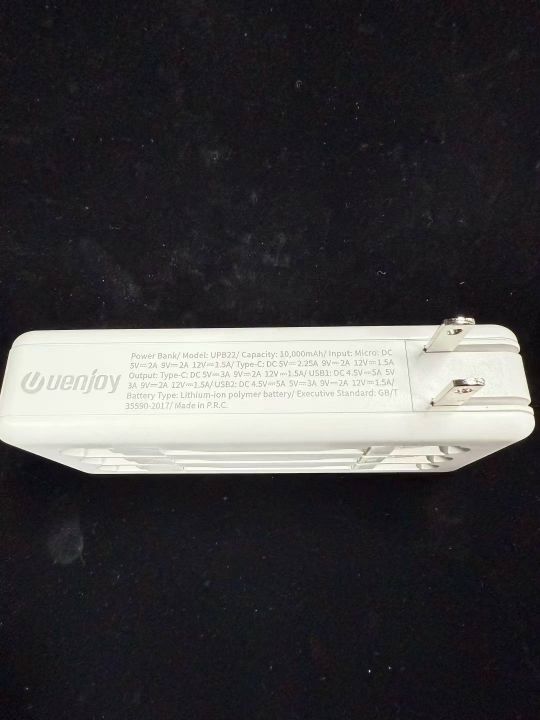 uenjoy
Power Bank/ Model: UPB22/ Capacity: 10,000mAh/ Input: Micro: DC
5V⎓2A 9V⎓2A 12V⎓1.5A/ Type-C: DC 5V⎓2.25A 9V⎓2A 12V⎓1.5A
Output: Type-C: DC 5V⎓3A 9V⎓2A 12V⎓1.5A/ USB1: DC 4.5V⎓5A 5V
3A 9V⎓2A 12V⎓1.5A/ USB2: DC 4.5V⎓5A 5V⎓3A 9V⎓2A 12V⎓1.5A/
Battery Type: Lithium-ion polymer battery/ Executive Standard: GB/T
35590-2017/ Made in P.R.C.